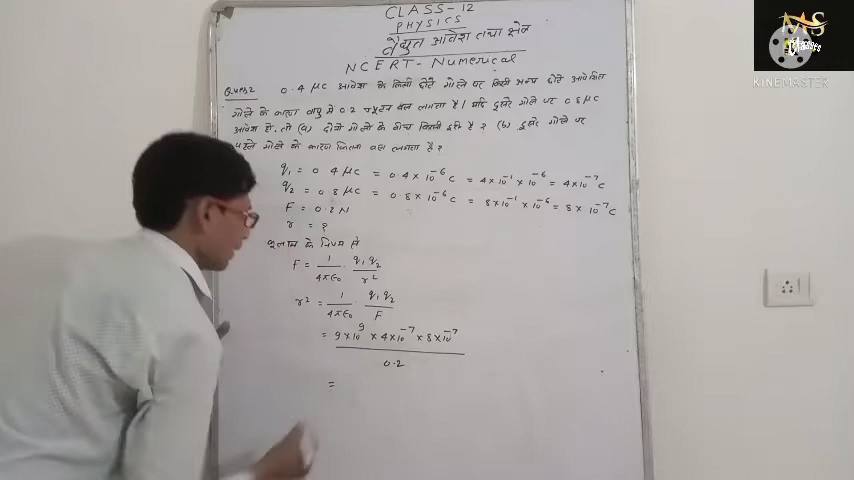 CLASS-12
PHYSICS
वैद्युत आवेश तथा क्षेत्र
NCERT-Numerical
Ques2 0.4 μC आवेश के किसी छोटे गोले पर किसी अन्य छोटे आवेशित
गोले के कारण वायु में 0.2 न्यूटन बल लगता है। यदि दूसरे गोले पर 0.8 μC
आवेश हो, तो (a) दोनों गोलों के बीच कितनी दूरी है? (b) दूसरे गोले पर
पहले गोले के कारण कितना बल लगता है?
q₁ = 0.4 μC = 0.4 × 10⁻⁶ C = 4×10⁻¹ × 10⁻⁶ = 4×10⁻⁷ C
q₂ = 0.8 μC = 0.8 × 10⁻⁶ C = 8×10⁻¹ × 10⁻⁶ = 8 × 10⁻⁷ C
F = 0.2 N
r = ?
कूलाम के नियम से
F = 1/4πε₀ · q₁q₂/r²
r² = 1/4πε₀ · q₁q₂/F
= 9×10⁹ × 4×10⁻⁷ × 8×10⁻⁷
0.2
=
MS
Classes
KINEMASTER